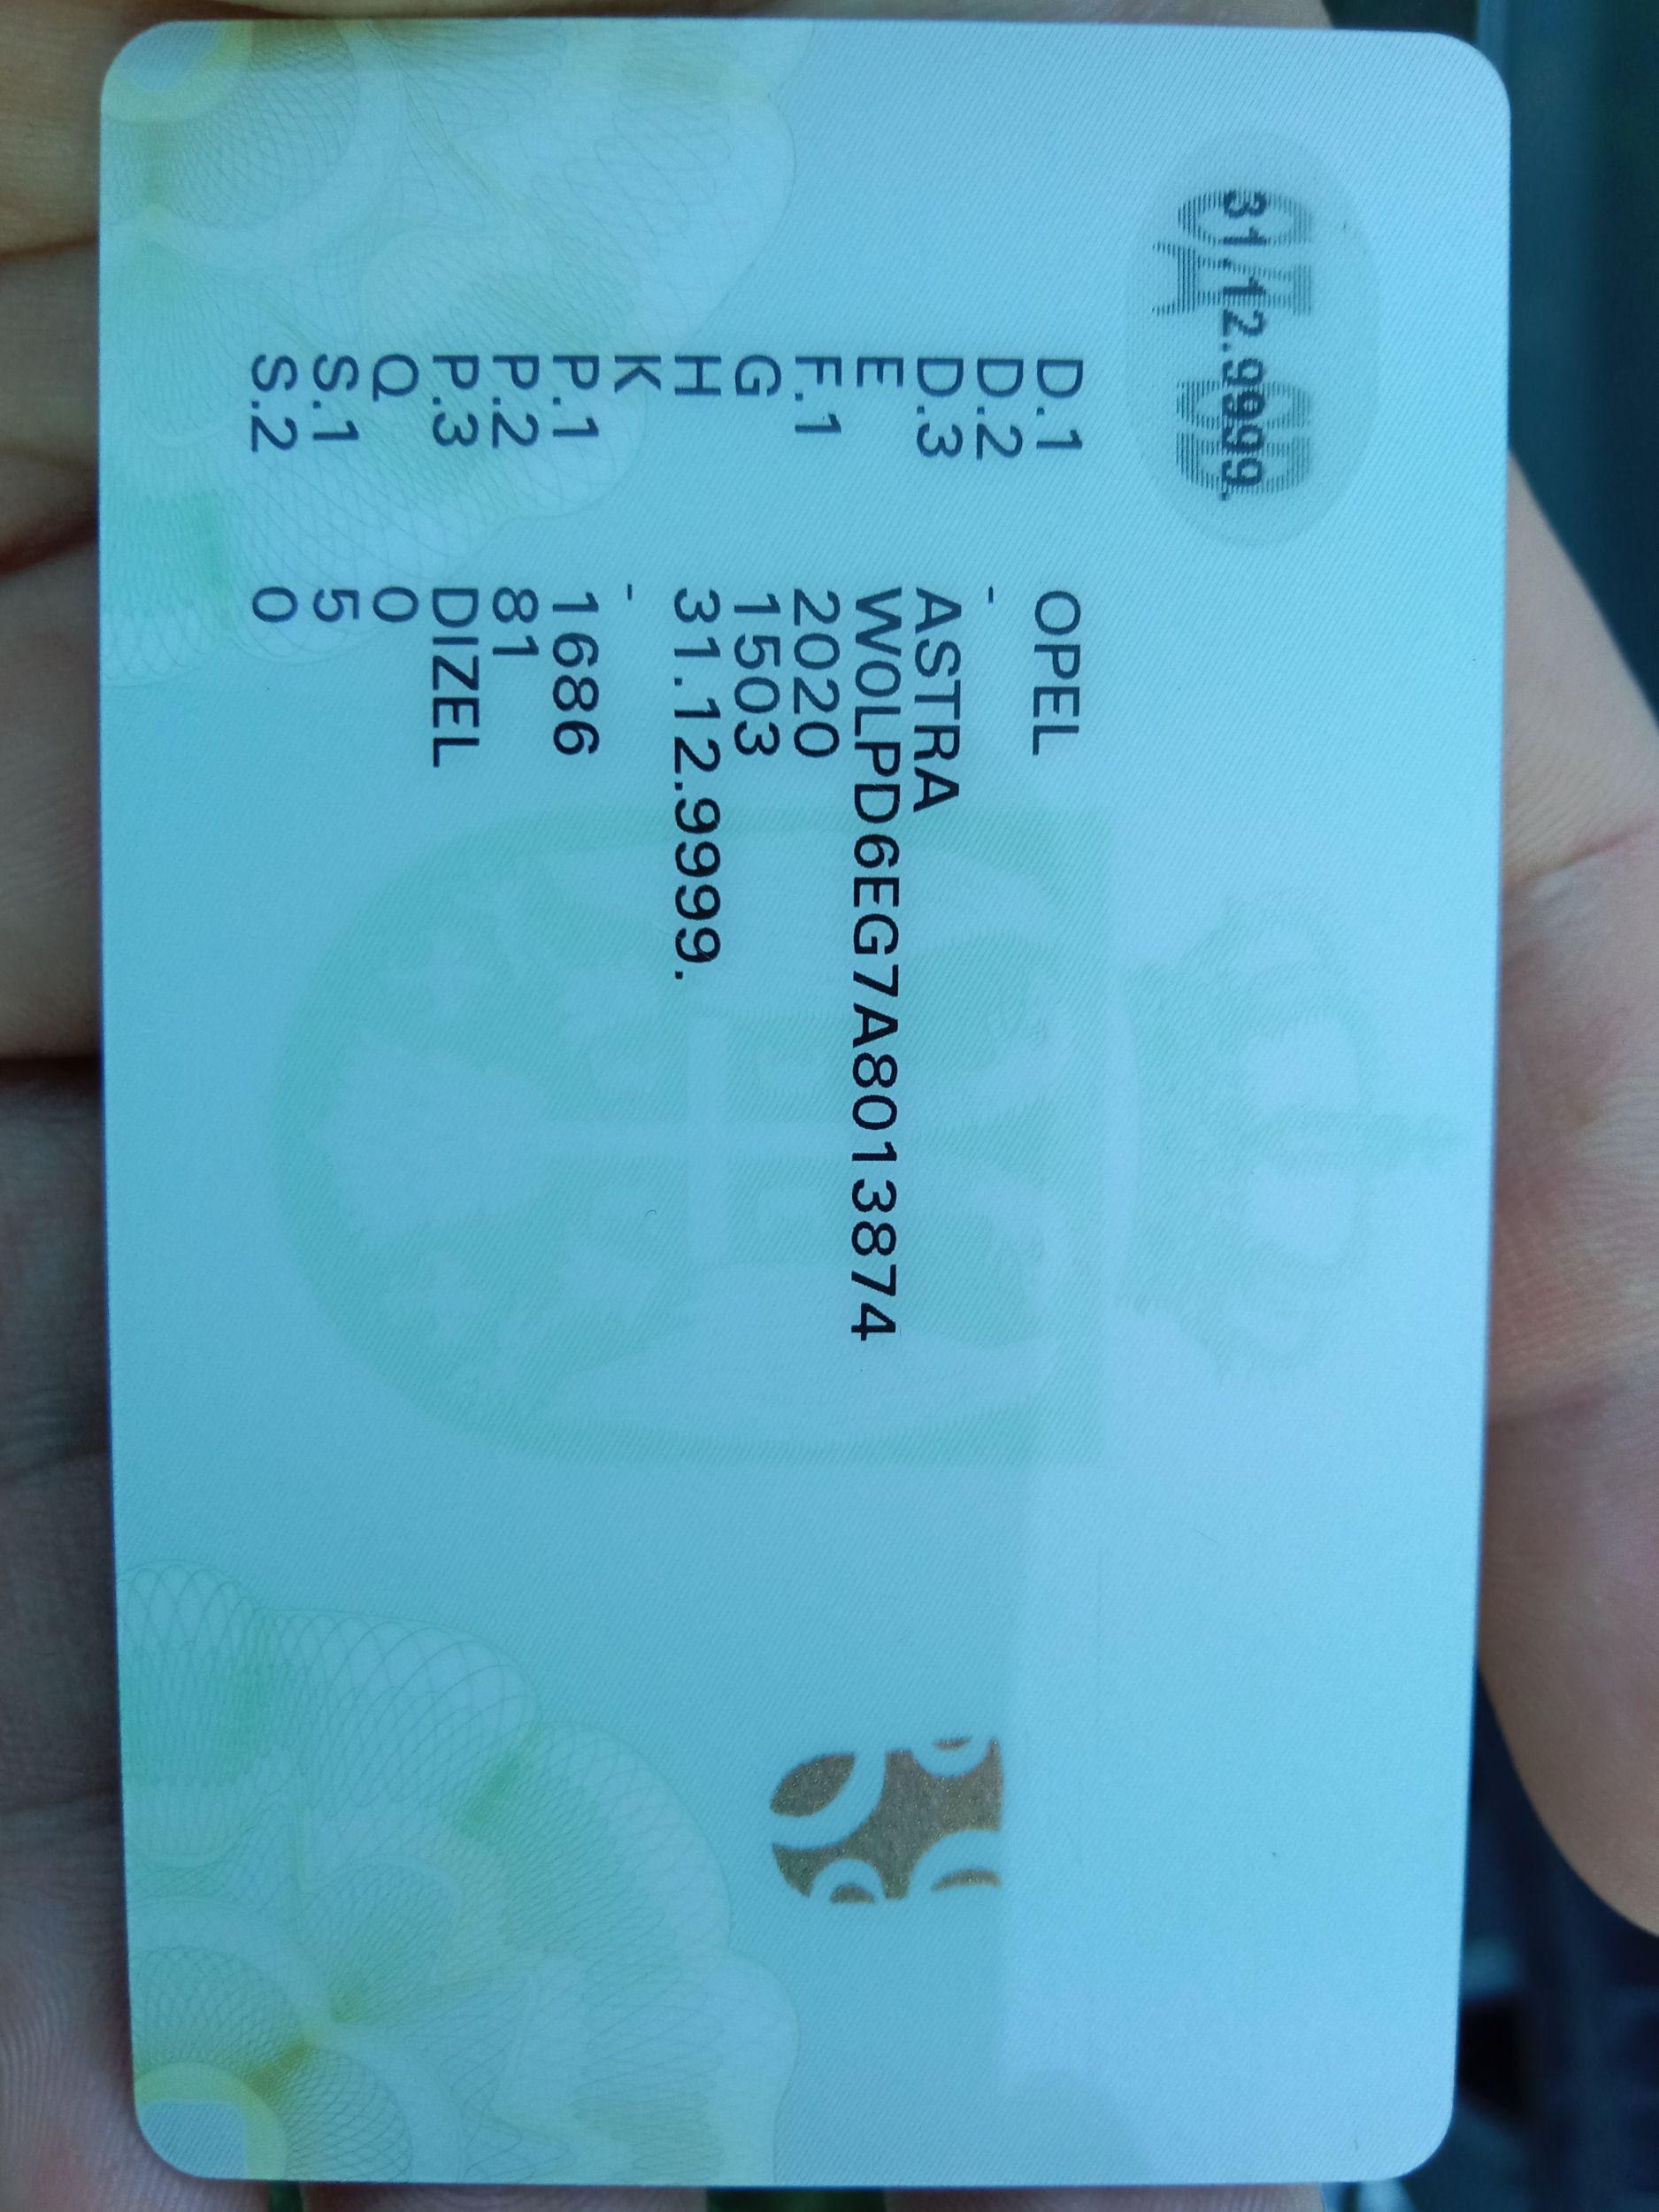 31.12.9999.
D.1 OPEL
D.2 -
D.3 ASTRA
E W0LPD6EG7A8013874
F.1 2020
G 1503
H 31.12.9999.
K -
P.1 1686
P.2 81
P.3 DIZEL
Q 0
S.1 5
S.2 0